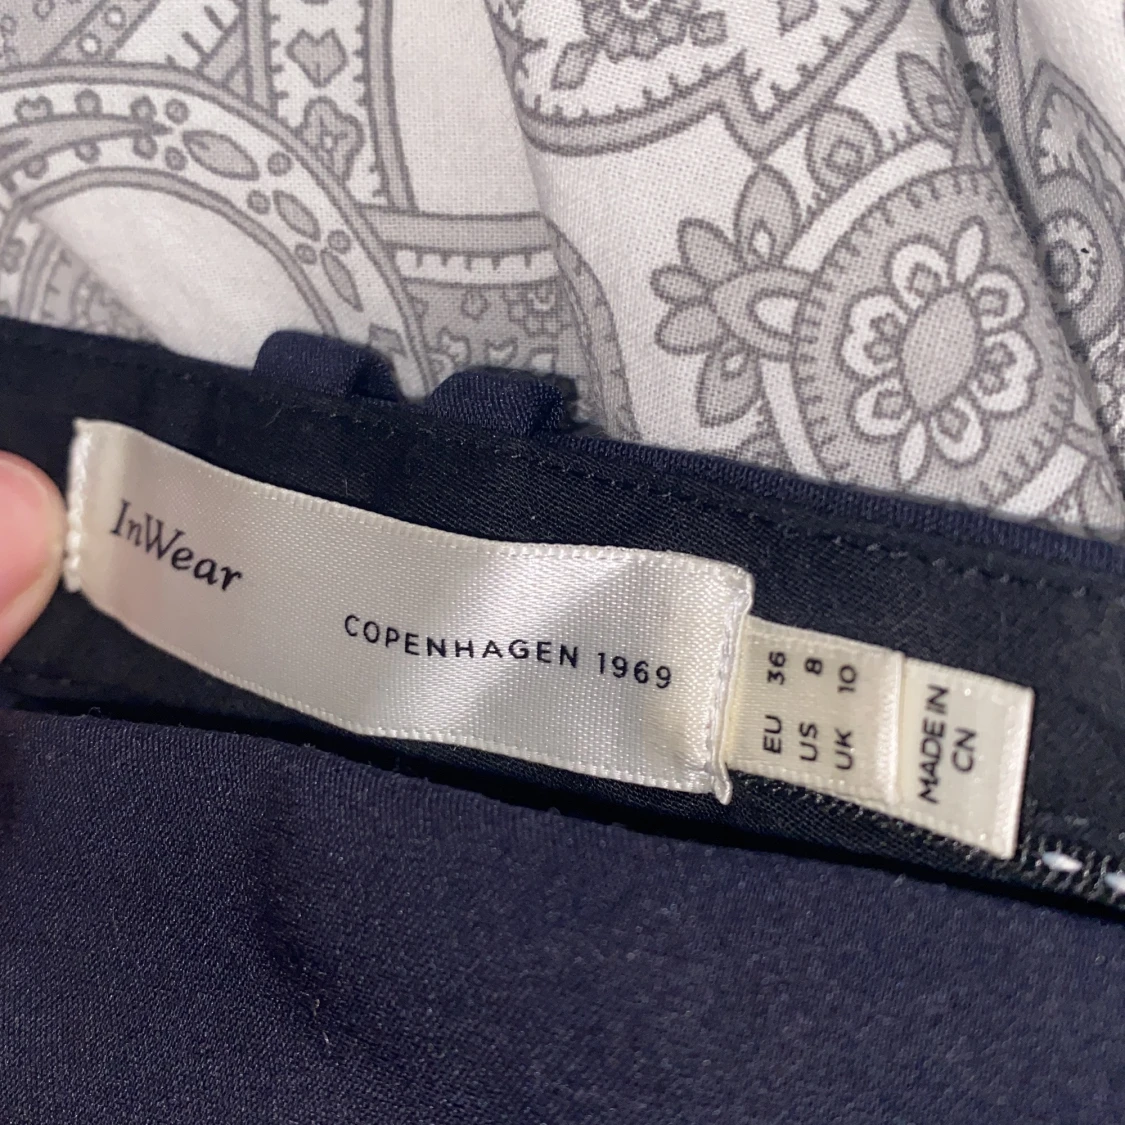 InWear
COPENHAGEN 1969
EU 36
US 8
UK 10
MADE IN
CN